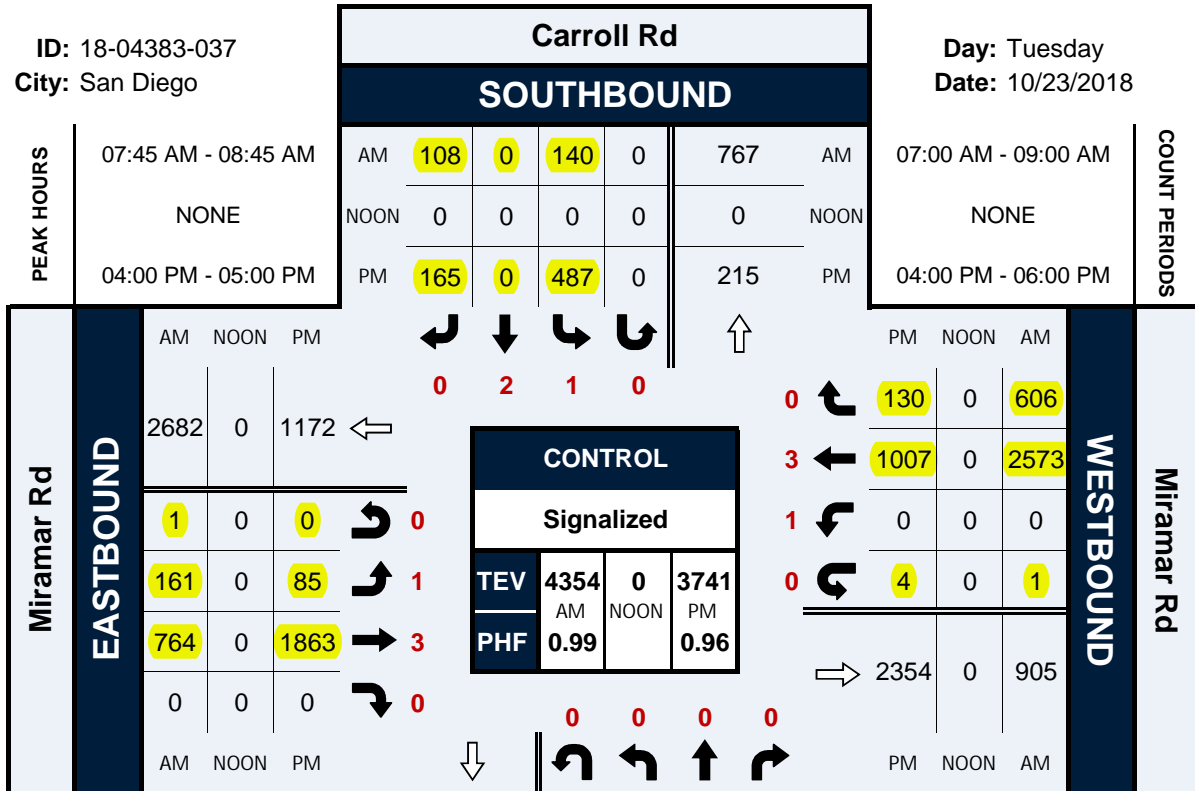 Carroll Rd
ID: 18-04383-037
Day: Tuesday
City: San Diego
Date: 10/23/2018
SOUTHBOUND
PEAK HOURS
07:45 AM - 08:45 AM
AM 108 0 140 0 767 AM
07:00 AM - 09:00 AM
COUNT PERIODS
NONE
NOON 0 0 0 0 0 NOON
NONE
04:00 PM - 05:00 PM
PM 165 0 487 0 215 PM
04:00 PM - 06:00 PM
AM NOON PM
PM NOON AM
0 2 1 0
0 130 0 606
2682 0 1172
CONTROL
3 1007 0 2573
Miramar Rd
EASTBOUND
WESTBOUND
Miramar Rd
1 0 0 0
Signalized
1 0 0 0
161 0 85 1
TEV 4354 0 3741
AM NOON PM
0 4 0 1
764 0 1863 3
PHF 0.99 0.96
2354 0 905
0 0 0 0
0 0 0 0
AM NOON PM
PM NOON AM